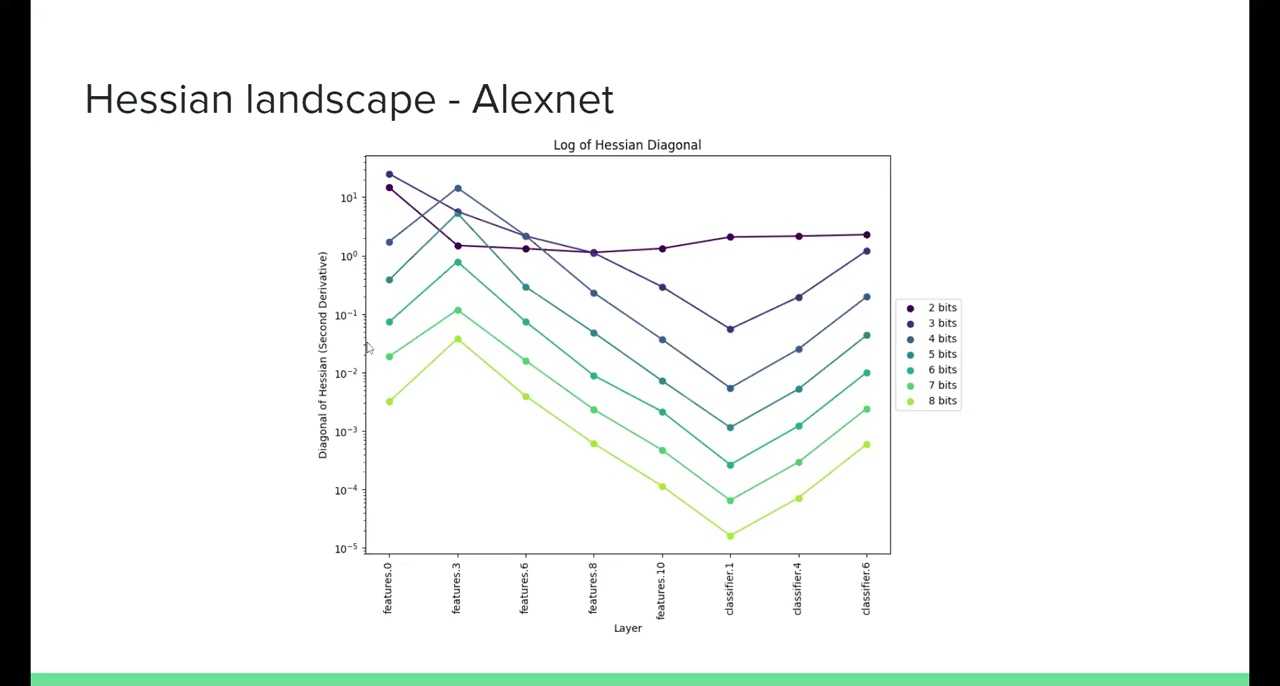 Hessian landscape - Alexnet
Log of Hessian Diagonal
Diagonal of Hessian (Second Derivative)
10¹
10⁰
10⁻¹
10⁻²
10⁻³
10⁻⁴
10⁻⁵
2 bits
3 bits
4 bits
5 bits
6 bits
7 bits
8 bits
features.0
features.3
features.6
features.8
features.10
classifier.1
classifier.4
classifier.6
Layer